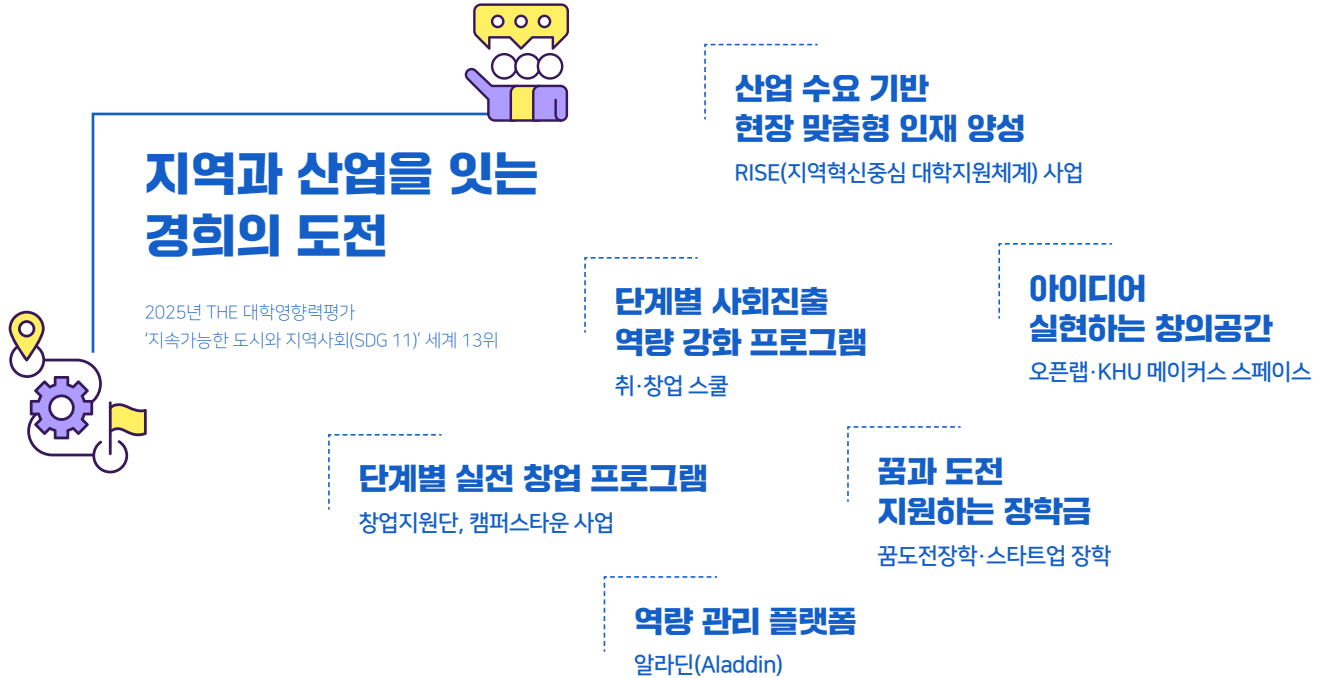 지역과 산업을 잇는
경희의 도전
2025년 THE 대학영향력평가
‘지속가능한 도시와 지역사회(SDG 11)’ 세계 13위
산업 수요 기반
현장 맞춤형 인재 양성
RISE(지역혁신중심 대학지원체계) 사업
단계별 사회진출
역량 강화 프로그램
취·창업 스쿨
아이디어
실현하는 창의공간
오픈랩·KHU 메이커스 스페이스
단계별 실전 창업 프로그램
창업지원단, 캠퍼스타운 사업
꿈과 도전
지원하는 장학금
꿈도전장학·스타트업 장학
역량 관리 플랫폼
알라딘(Aladdin)